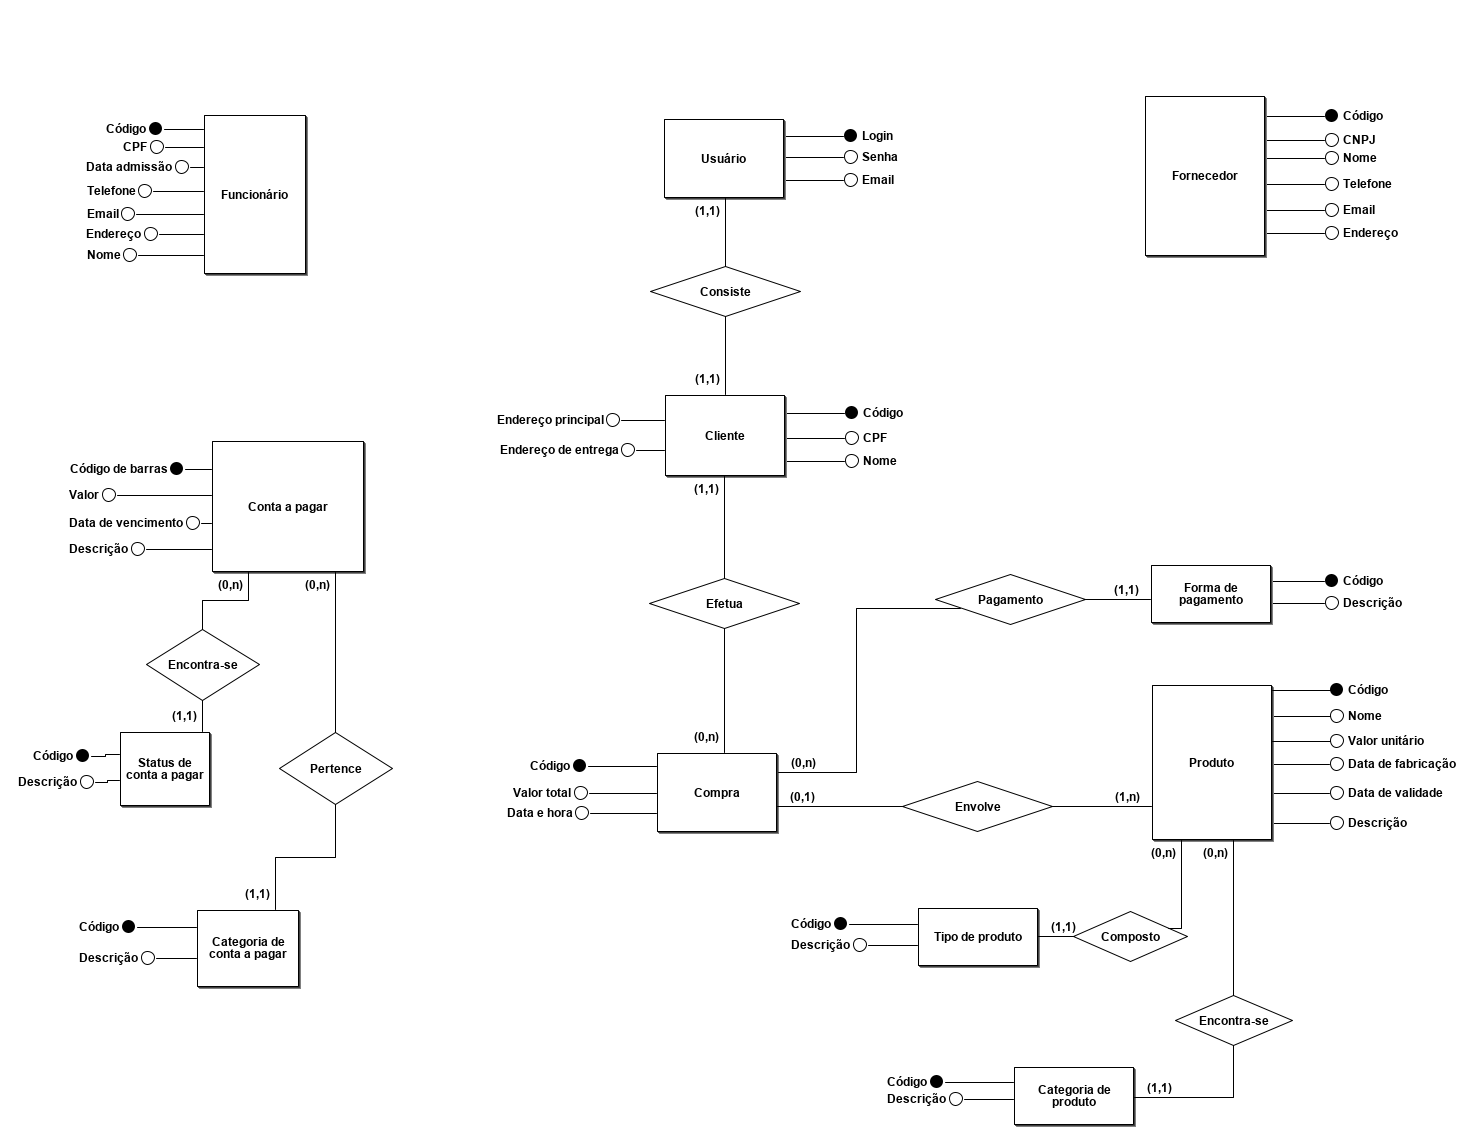 Código
CPF
Data admissão
Telefone
Email
Endereço
Nome
Funcionário
Usuário
Login
Senha
Email
(1,1)
Consiste
(1,1)
Fornecedor
Código
CNPJ
Nome
Telefone
Email
Endereço
Endereço principal
Endereço de entrega
Cliente
Código
CPF
Nome
(1,1)
Efetua
(0,n)
Código de barras
Valor
Data de vencimento
Descrição
Conta a pagar
(0,n)
(0,n)
Encontra-se
(1,1)
Código
Descrição
Status de
conta a pagar
Pertence
(1,1)
Código
Descrição
Categoria de
conta a pagar
Código
Valor total
Data e hora
Compra
(0,n)
(0,1)
Pagamento
(1,1)
Forma de
pagamento
Código
Descrição
Envolve
(1,n)
Produto
Código
Nome
Valor unitário
Data de fabricação
Data de validade
Descrição
(0,n)
(0,n)
Código
Descrição
Tipo de produto
(1,1)
Composto
Encontra-se
Código
Descrição
Categoria de
produto
(1,1)